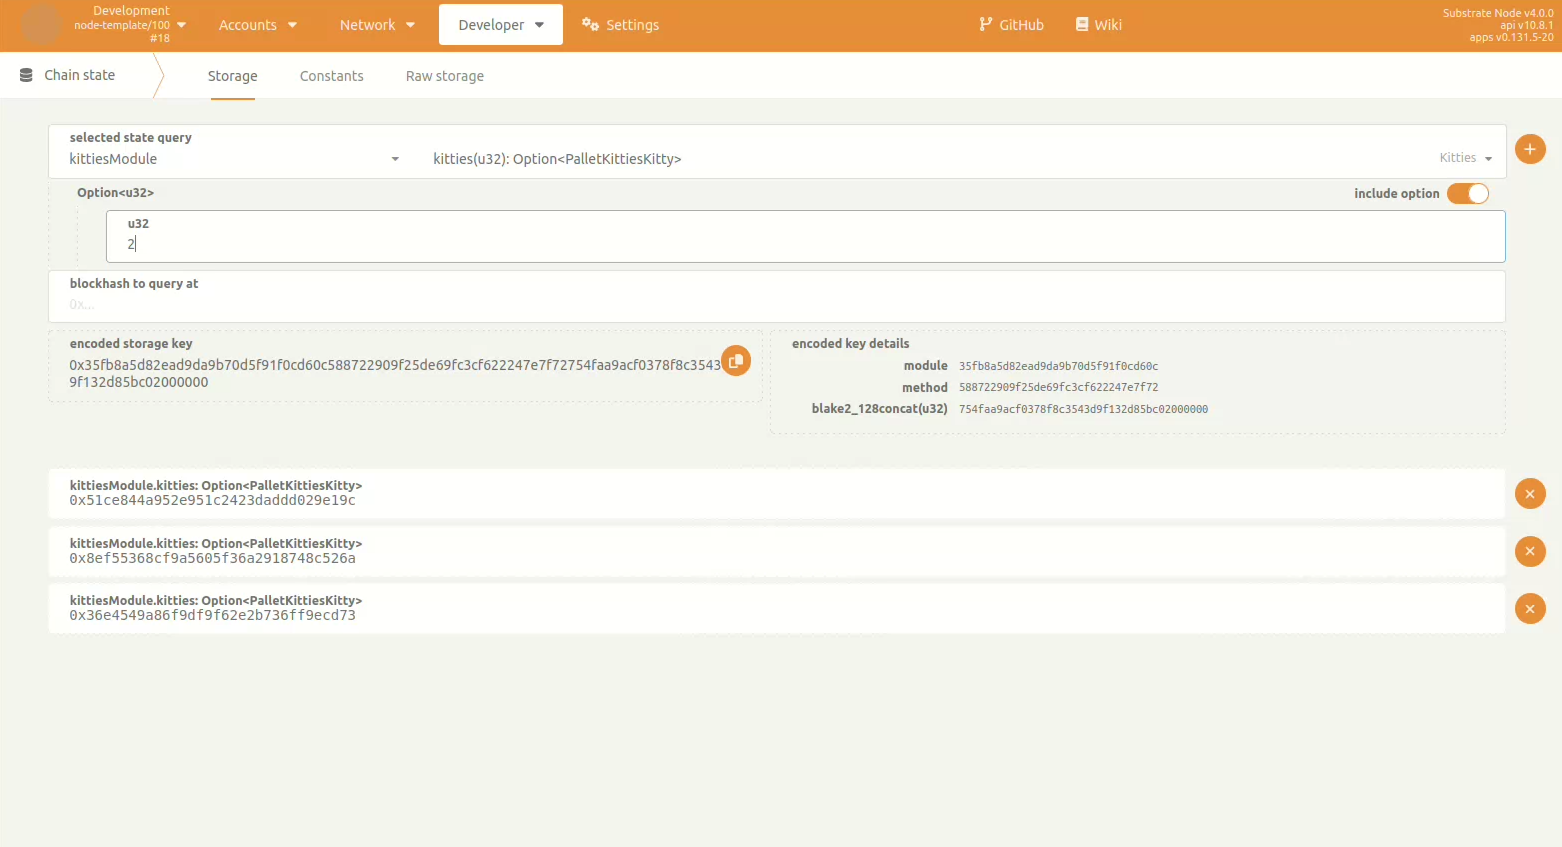 Development
node-template/100
#18
Accounts
Network
Developer
Settings
GitHub
Wiki
Substrate Node v4.0.0
api v10.8.1
apps v0.131.5-20
Chain state
Storage
Constants
Raw storage
selected state query
kittiesModule
kitties(u32): Option<PalletKittiesKitty>
Kitties
Option<u32>
include option
u32
2
blockhash to query at
0x...
encoded storage key
0x35fb8a5d82ead9da9b70d5f91f0cd60c588722909f25de69fc3cf622247e7f72754faa9acf0378f8c3543
9f132d85bc02000000
encoded key details
module 35fb8a5d82ead9da9b70d5f91f0cd60c
method 588722909f25de69fc3cf622247e7f72
blake2_128concat(u32) 754faa9acf0378f8c3543d9f132d85bc02000000
kittiesModule.kitties: Option<PalletKittiesKitty>
0x51ce844a952e951c2423daddd029e19c
kittiesModule.kitties: Option<PalletKittiesKitty>
0x8ef55368cf9a5605f36a2918748c526a
kittiesModule.kitties: Option<PalletKittiesKitty>
0x36e4549a86f9df9f62e2b736ff9ecd73